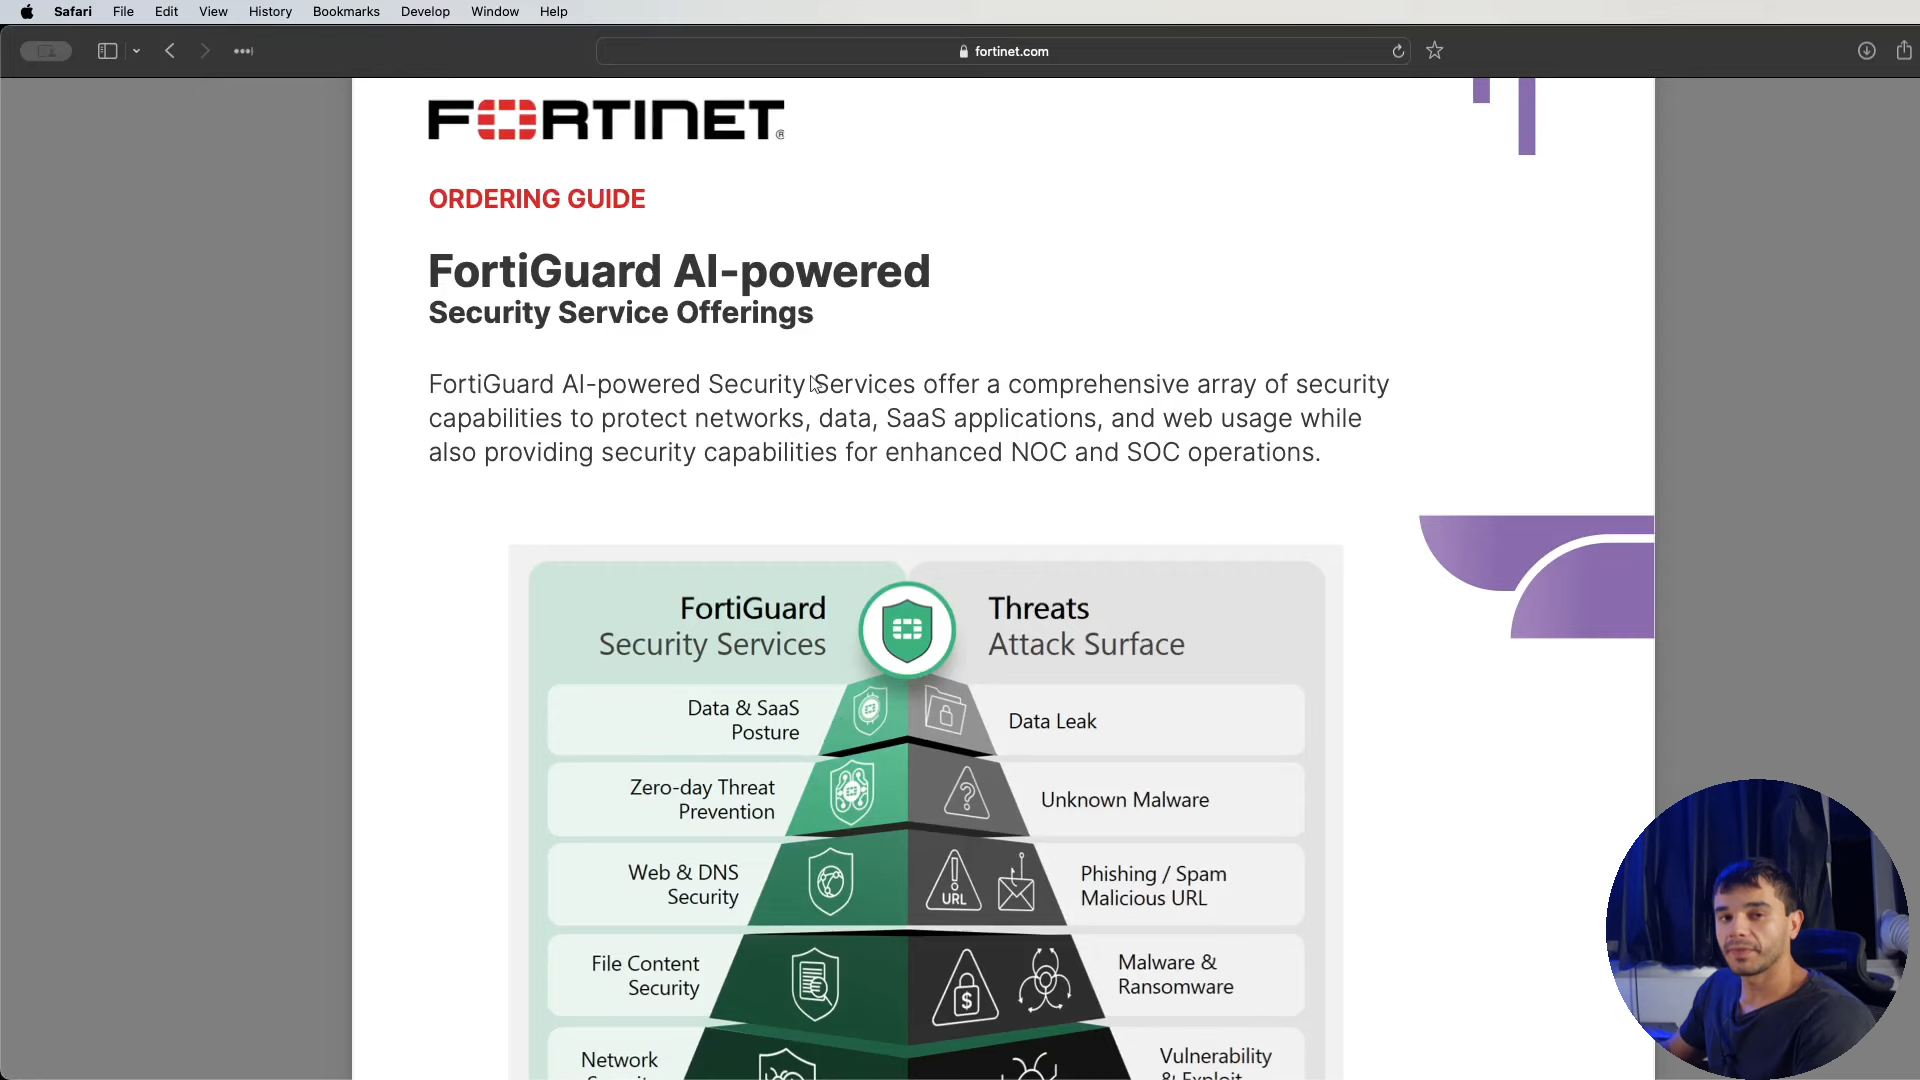 Safari File Edit View History Bookmarks Develop Window Help
fortinet.com
FORTINET®
ORDERING GUIDE
FortiGuard AI-powered
Security Service Offerings
FortiGuard AI-powered Security Services offer a comprehensive array of security
capabilities to protect networks, data, SaaS applications, and web usage while
also providing security capabilities for enhanced NOC and SOC operations.
FortiGuard
Security Services
Threats
Attack Surface
Data & SaaS
Posture
Data Leak
Zero-day Threat
Prevention
Unknown Malware
Web & DNS
Security
URL
Phishing / Spam
Malicious URL
File Content
Security
$
Malware &
Ransomware
Network
Vulnerability
& Exploit